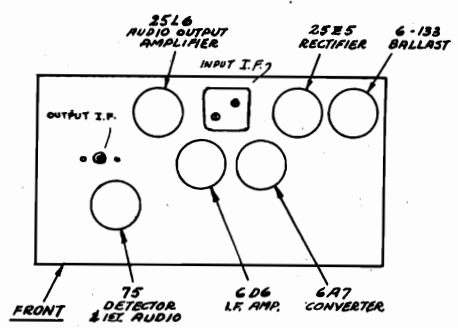 25L6
AUDIO OUTPUT
AMPLIFIER
INPUT I.F.
25Z5
RECTIFIER
6-133
BALLAST
OUTPUT I.F.
FRONT
75
DETECTOR
& 1ST. AUDIO
6D6
I.F. AMP.
6A7
CONVERTER